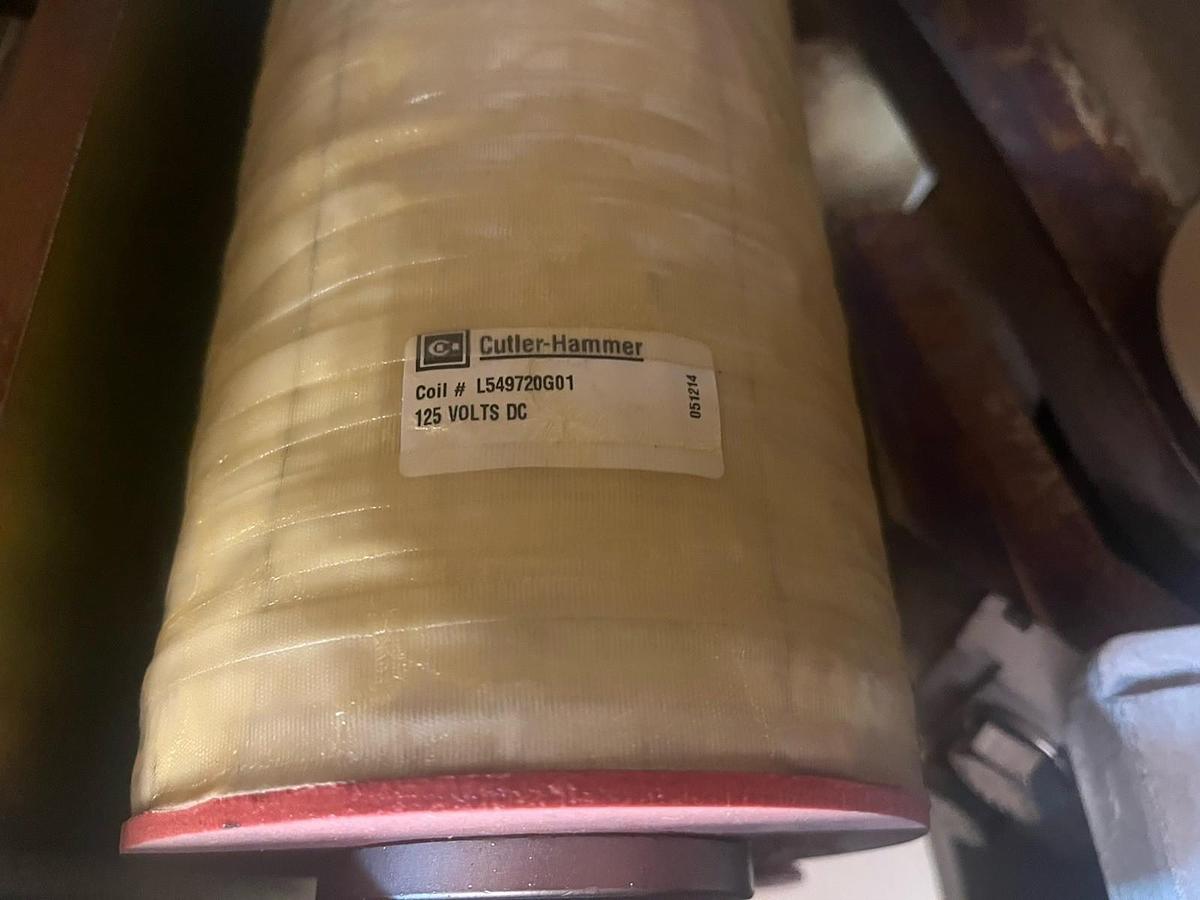 Cutler-Hammer
Coil # L549720G01
125 VOLTS DC
051214